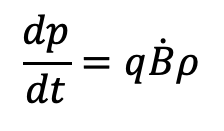 dp/dt = qḂρ